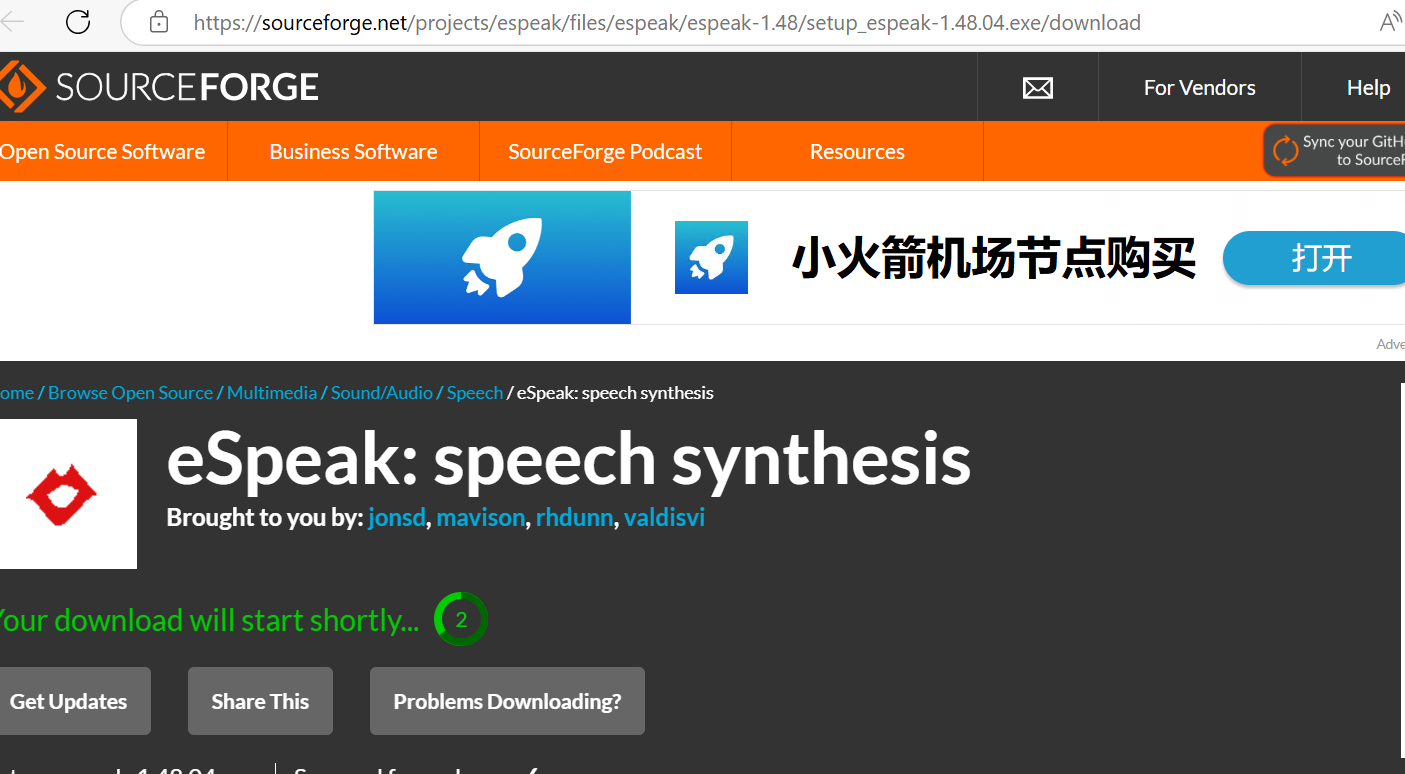 https://sourceforge.net/projects/espeak/files/espeak/espeak-1.48/setup_espeak-1.48.04.exe/download
SOURCEFORGE
For Vendors
Help
Open Source Software
Business Software
SourceForge Podcast
Resources
Sync your GitH
to SourceF
小火箭机场节点购买
打开
Adve
ome / Browse Open Source / Multimedia / Sound/Audio / Speech / eSpeak: speech synthesis
eSpeak: speech synthesis
Brought to you by: jonsd, mavison, rhdunn, valdisvi
Your download will start shortly... 2
Get Updates
Share This
Problems Downloading?